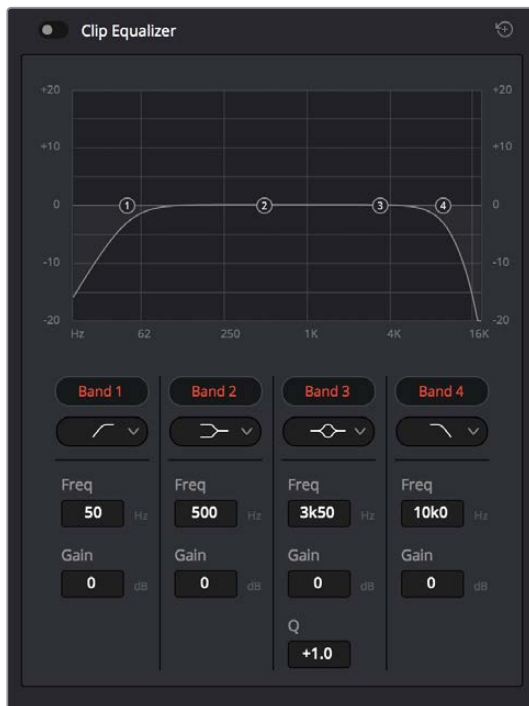 Clip Equalizer
+20 +20
+10 +10
0 1 2 3 4 0
-10 -10
-20 -20
Hz 62 250 1K 4K 16K
Band 1 Band 2 Band 3 Band 4
Freq Freq Freq Freq
50 Hz 500 Hz 3k50 Hz 10k0 Hz
Gain Gain Gain Gain
0 dB 0 dB 0 dB 0 dB
Q
+1.0